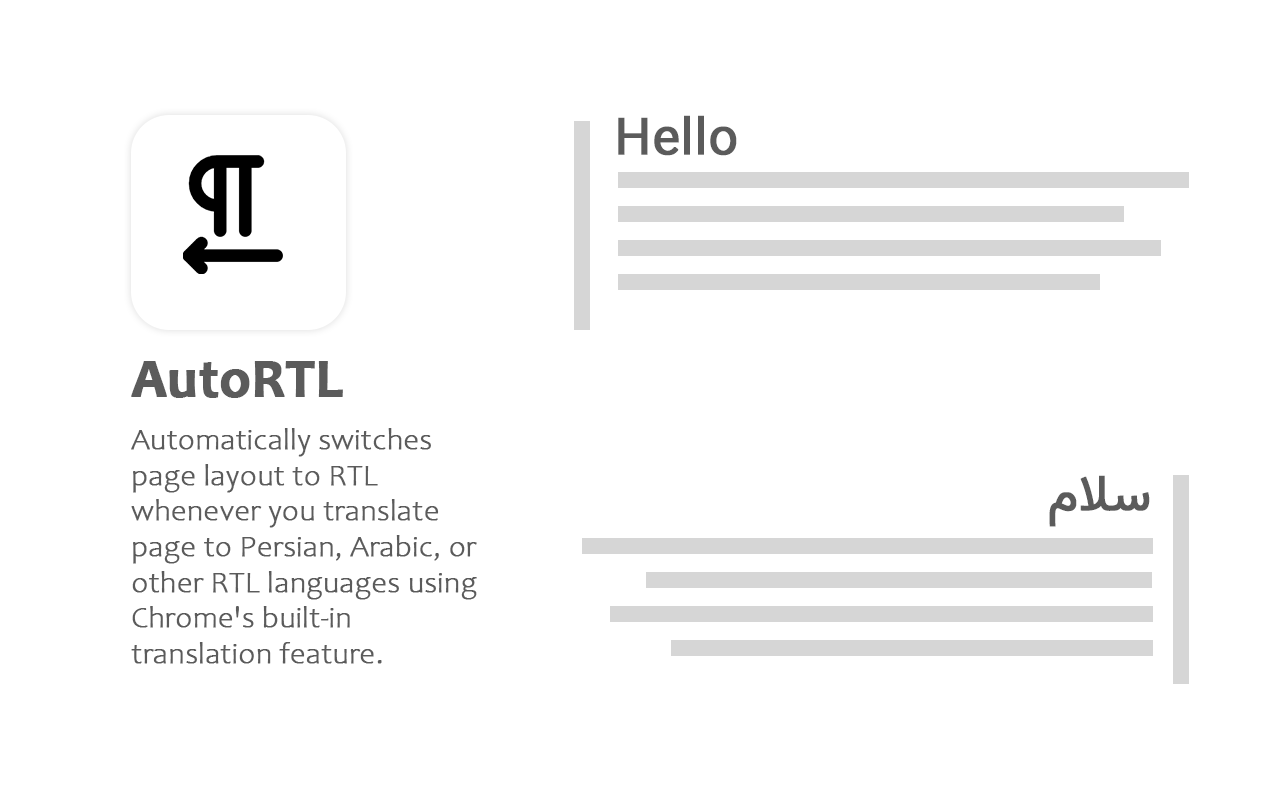 AutoRTL
Automatically switches
page layout to RTL
whenever you translate
page to Persian, Arabic, or
other RTL languages using
Chrome's built-in
translation feature.
Hello
سلام